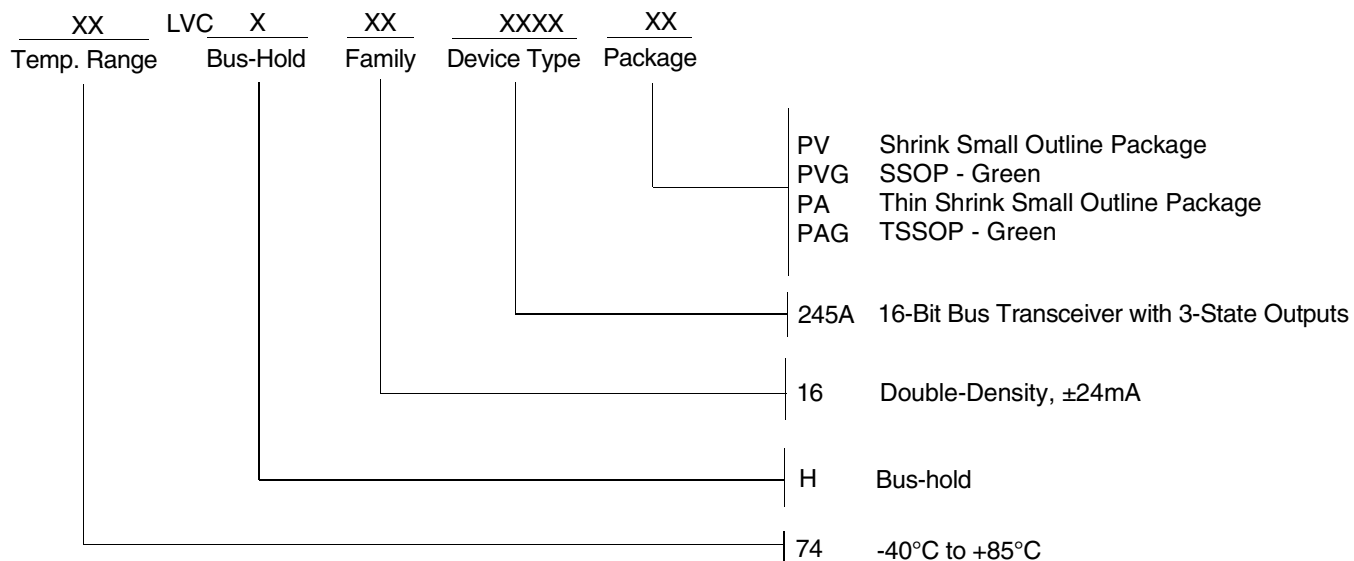 XX LVC X XX XXXX XX
Temp. Range Bus-Hold Family Device Type Package
PV Shrink Small Outline Package
PVG SSOP - Green
PA Thin Shrink Small Outline Package
PAG TSSOP - Green
245A 16-Bit Bus Transceiver with 3-State Outputs
16 Double-Density, ±24mA
H Bus-hold
74 -40°C to +85°C